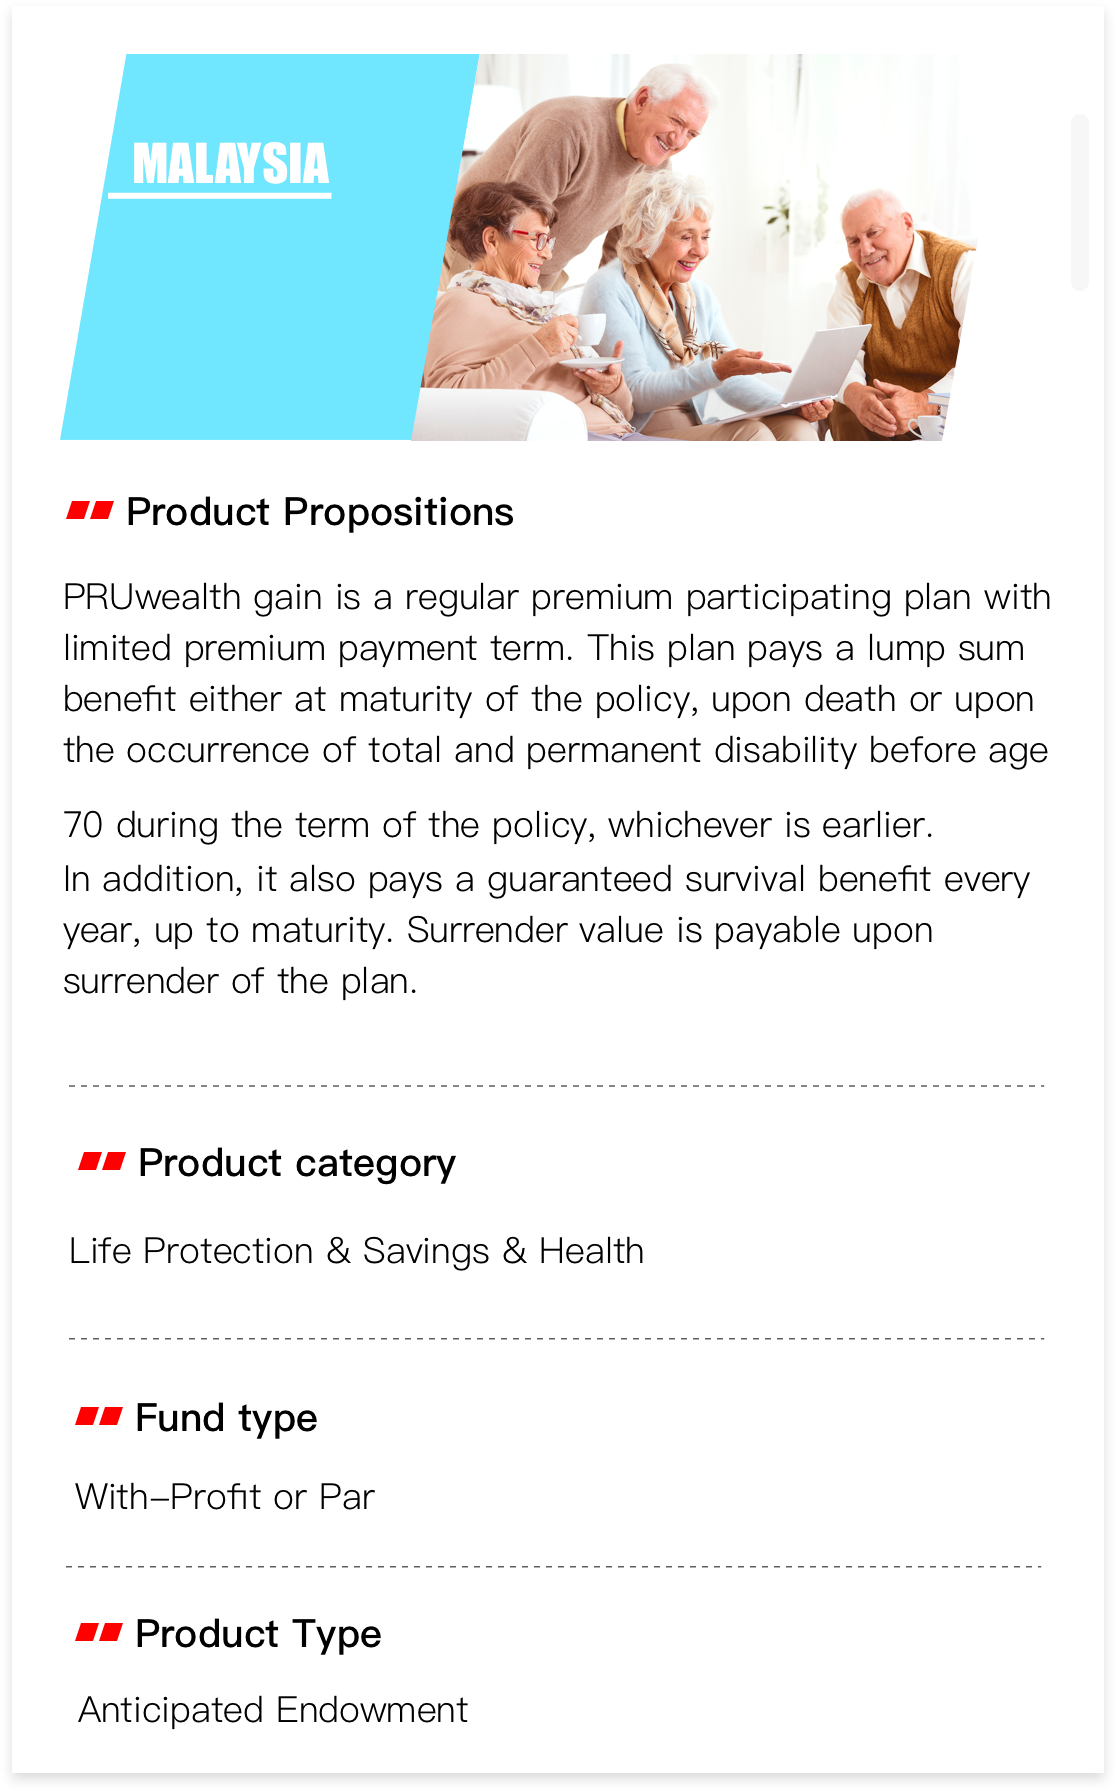 MALAYSIA
Product Propositions
PRUwealth gain is a regular premium participating plan with
limited premium payment term. This plan pays a lump sum
benefit either at maturity of the policy, upon death or upon
the occurrence of total and permanent disability before age
70 during the term of the policy, whichever is earlier.
In addition, it also pays a guaranteed survival benefit every
year, up to maturity. Surrender value is payable upon
surrender of the plan.
Product category
Life Protection & Savings & Health
Fund type
With–Profit or Par
Product Type
Anticipated Endowment